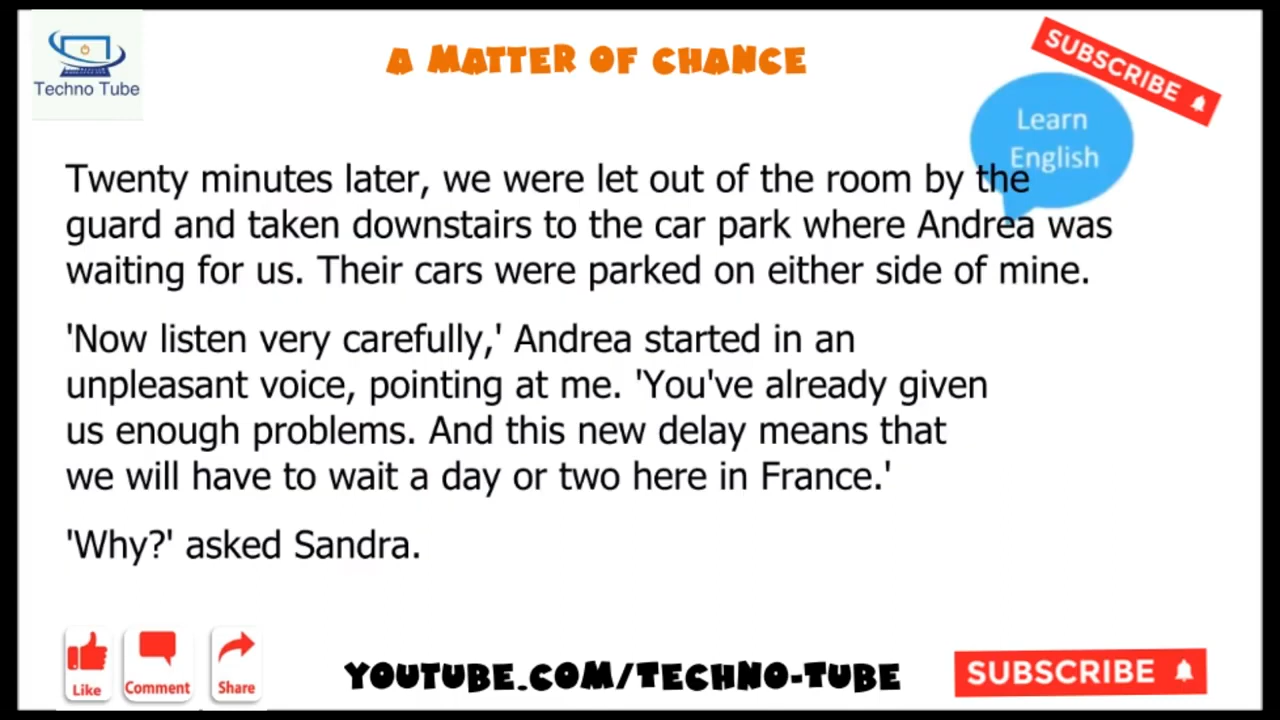 Techno Tube
A MATTER OF CHANCE
SUBSCRIBE
Learn
English
Twenty minutes later, we were let out of the room by the
guard and taken downstairs to the car park where Andrea was
waiting for us. Their cars were parked on either side of mine.
'Now listen very carefully,' Andrea started in an
unpleasant voice, pointing at me. 'You've already given
us enough problems. And this new delay means that
we will have to wait a day or two here in France.'
'Why?' asked Sandra.
Like
Comment
Share
YOUTUBE.COM/TECHNO-TUBE
SUBSCRIBE